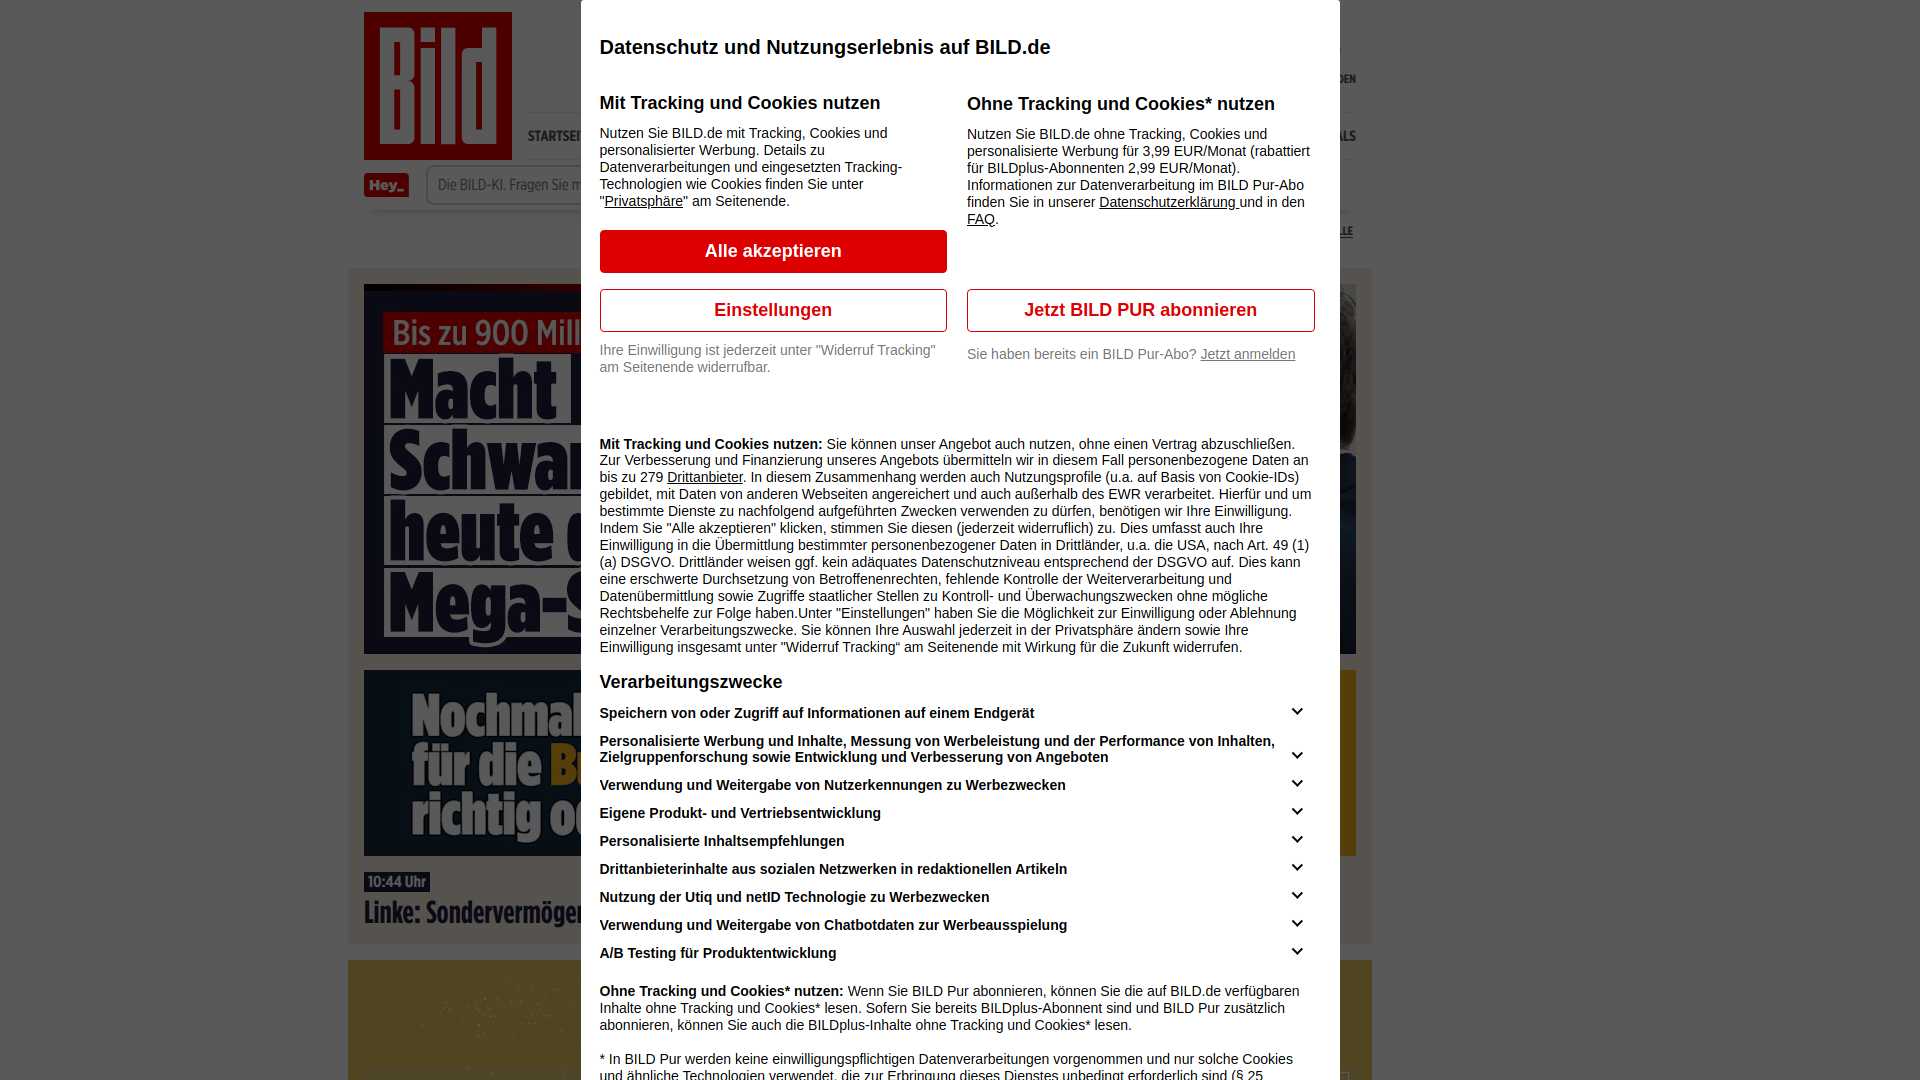 Bild
DEN
STARTSEI
ALS
Hey_
Die BILD-KI. Fragen Sie m
LLE
Bis zu 900 Mill
Macht
Schwa
heute
Mega-S
Nochmal
für die B
richtig o
10:44 Uhr
Linke: Sondervermögen
Datenschutz und Nutzungserlebnis auf BILD.de
Mit Tracking und Cookies nutzen
Nutzen Sie BILD.de mit Tracking, Cookies und
personalisierter Werbung. Details zu
Datenverarbeitungen und eingesetzten Tracking-
Technologien wie Cookies finden Sie unter
"Privatsphäre" am Seitenende.
Alle akzeptieren
Einstellungen
Ihre Einwilligung ist jederzeit unter "Widerruf Tracking"
am Seitenende widerrufbar.
Ohne Tracking und Cookies* nutzen
Nutzen Sie BILD.de ohne Tracking, Cookies und
personalisierte Werbung für 3,99 EUR/Monat (rabattiert
für BILDplus-Abonnenten 2,99 EUR/Monat).
Informationen zur Datenverarbeitung im BILD Pur-Abo
finden Sie in unserer Datenschutzerklärung und in den
FAQ.
Jetzt BILD PUR abonnieren
Sie haben bereits ein BILD Pur-Abo? Jetzt anmelden
Mit Tracking und Cookies nutzen: Sie können unser Angebot auch nutzen, ohne einen Vertrag abzuschließen.
Zur Verbesserung und Finanzierung unseres Angebots übermitteln wir in diesem Fall personenbezogene Daten an
bis zu 279 Drittanbieter. In diesem Zusammenhang werden auch Nutzungsprofile (u.a. auf Basis von Cookie-IDs)
gebildet, mit Daten von anderen Webseiten angereichert und auch außerhalb des EWR verarbeitet. Hierfür und um
bestimmte Dienste zu nachfolgend aufgeführten Zwecken verwenden zu dürfen, benötigen wir Ihre Einwilligung.
Indem Sie "Alle akzeptieren" klicken, stimmen Sie diesen (jederzeit widerruflich) zu. Dies umfasst auch Ihre
Einwilligung in die Übermittlung bestimmter personenbezogener Daten in Drittländer, u.a. die USA, nach Art. 49 (1)
(a) DSGVO. Drittländer weisen ggf. kein adäquates Datenschutzniveau entsprechend der DSGVO auf. Dies kann
eine erschwerte Durchsetzung von Betroffenenrechten, fehlende Kontrolle der Weiterverarbeitung und
Datenübermittlung sowie Zugriffe staatlicher Stellen zu Kontroll- und Überwachungszwecken ohne mögliche
Rechtsbehelfe zur Folge haben.Unter "Einstellungen" haben Sie die Möglichkeit zur Einwilligung oder Ablehnung
einzelner Verarbeitungszwecke. Sie können Ihre Auswahl jederzeit in der Privatsphäre ändern sowie Ihre
Einwilligung insgesamt unter "Widerruf Tracking“ am Seitenende mit Wirkung für die Zukunft widerrufen.
Verarbeitungszwecke
Speichern von oder Zugriff auf Informationen auf einem Endgerät
Personalisierte Werbung und Inhalte, Messung von Werbeleistung und der Performance von Inhalten,
Zielgruppenforschung sowie Entwicklung und Verbesserung von Angeboten
Verwendung und Weitergabe von Nutzerkennungen zu Werbezwecken
Eigene Produkt- und Vertriebsentwicklung
Personalisierte Inhaltsempfehlungen
Drittanbieterinhalte aus sozialen Netzwerken in redaktionellen Artikeln
Nutzung der Utiq und netID Technologie zu Werbezwecken
Verwendung und Weitergabe von Chatbotdaten zur Werbeausspielung
A/B Testing für Produktentwicklung
Ohne Tracking und Cookies* nutzen: Wenn Sie BILD Pur abonnieren, können Sie die auf BILD.de verfügbaren
Inhalte ohne Tracking und Cookies* lesen. Sofern Sie bereits BILDplus-Abonnent sind und BILD Pur zusätzlich
abonnieren, können Sie auch die BILDplus-Inhalte ohne Tracking und Cookies* lesen.
* In BILD Pur werden keine einwilligungspflichtigen Datenverarbeitungen vorgenommen und nur solche Cookies
und ähnliche Technologien verwendet, die zur Erbringung dieses Dienstes unbedingt erforderlich sind (§ 25